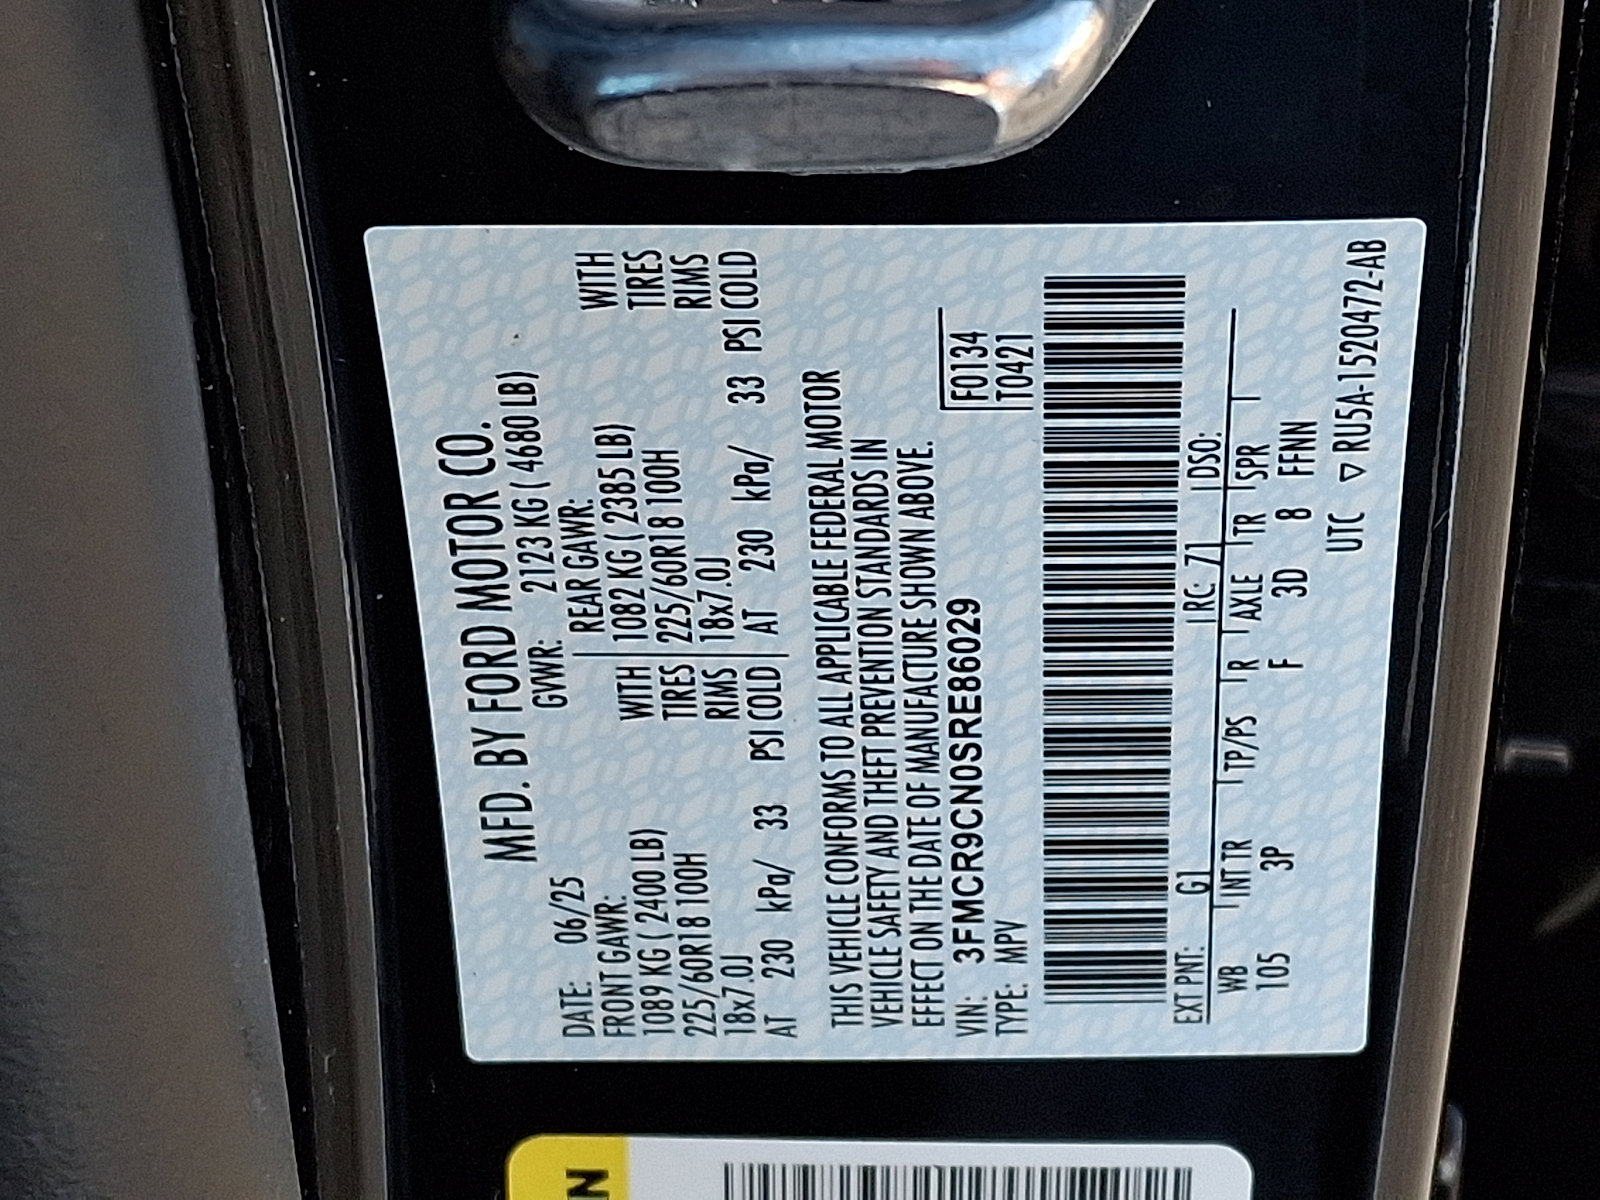 MFD. BY FORD MOTOR CO.
DATE: 06/25 GVWR: 2123 KG ( 4680 LB)
FRONT GAWR: REAR GAWR:
1089 KG ( 2400 LB) WITH 1082 KG ( 2385 LB) WITH
225/60R18 100H TIRES 225/60R18 100H TIRES
18x7.0J RIMS 18x7.0J RIMS
AT 230 kPa/ 33 PSI COLD AT 230 kPa/ 33 PSI COLD
THIS VEHICLE CONFORMS TO ALL APPLICABLE FEDERAL MOTOR
VEHICLE SAFETY AND THEFT PREVENTION STANDARDS IN
EFFECT ON THE DATE OF MANUFACTURE SHOWN ABOVE.
VIN: 3FMCR9CN0SRE86029 F0134
TYPE: MPV T0421
EXT PNT: G1 RC: 71 DSO:
WB INT TR TP/PS R AXLE TR SPR
105 3P F 3D 8 FFNN
UTC ▽ RU5A-1520472-AB